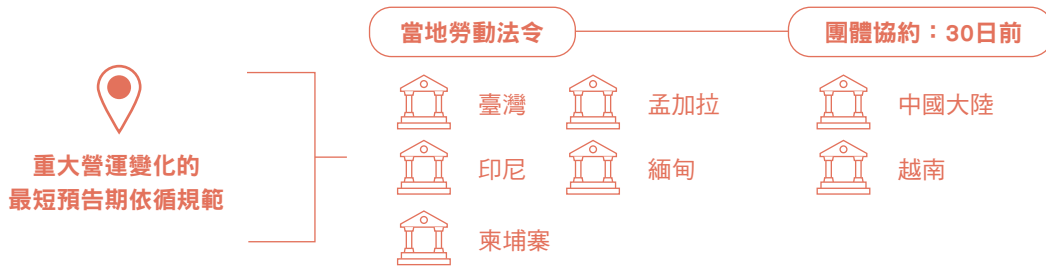 當地勞動法令
團體協約：30日前
臺灣
孟加拉
中國大陸
重大營運變化的
最短預告期依循規範
印尼
緬甸
越南
柬埔寨